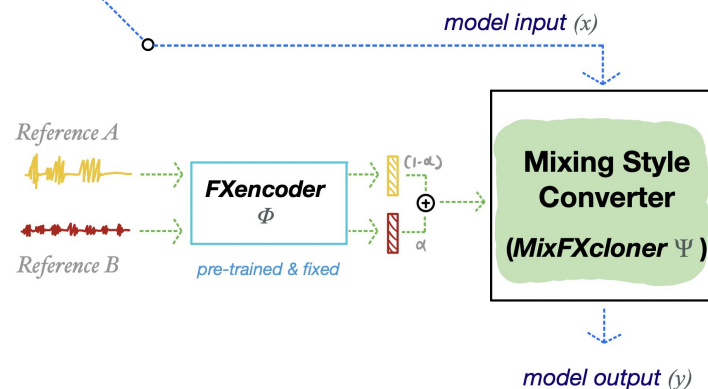 model input (x)
Reference A
(1-α)
FXencoder
Φ
Mixing Style
Converter
(MixFXcloner Ψ)
α
Reference B
pre-trained & fixed
model output (y)